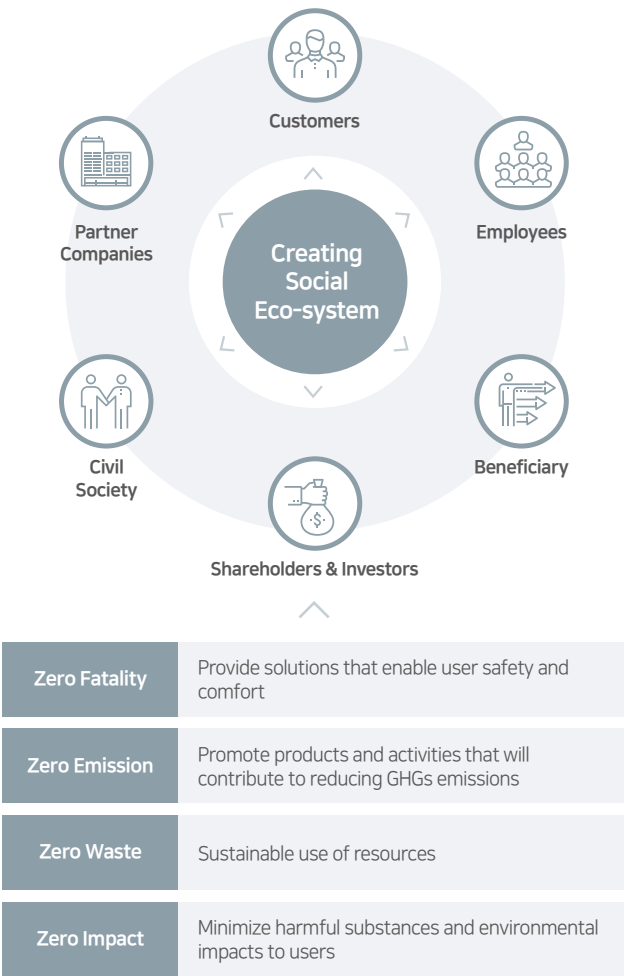 Customers
Partner
Companies
Employees
Creating
Social
Eco-system
Civil
Society
Beneficiary
$
Shareholders & Investors
Zero Fatality
Provide solutions that enable user safety and
comfort
Zero Emission
Promote products and activities that will
contribute to reducing GHGs emissions
Zero Waste
Sustainable use of resources
Zero Impact
Minimize harmful substances and environmental
impacts to users